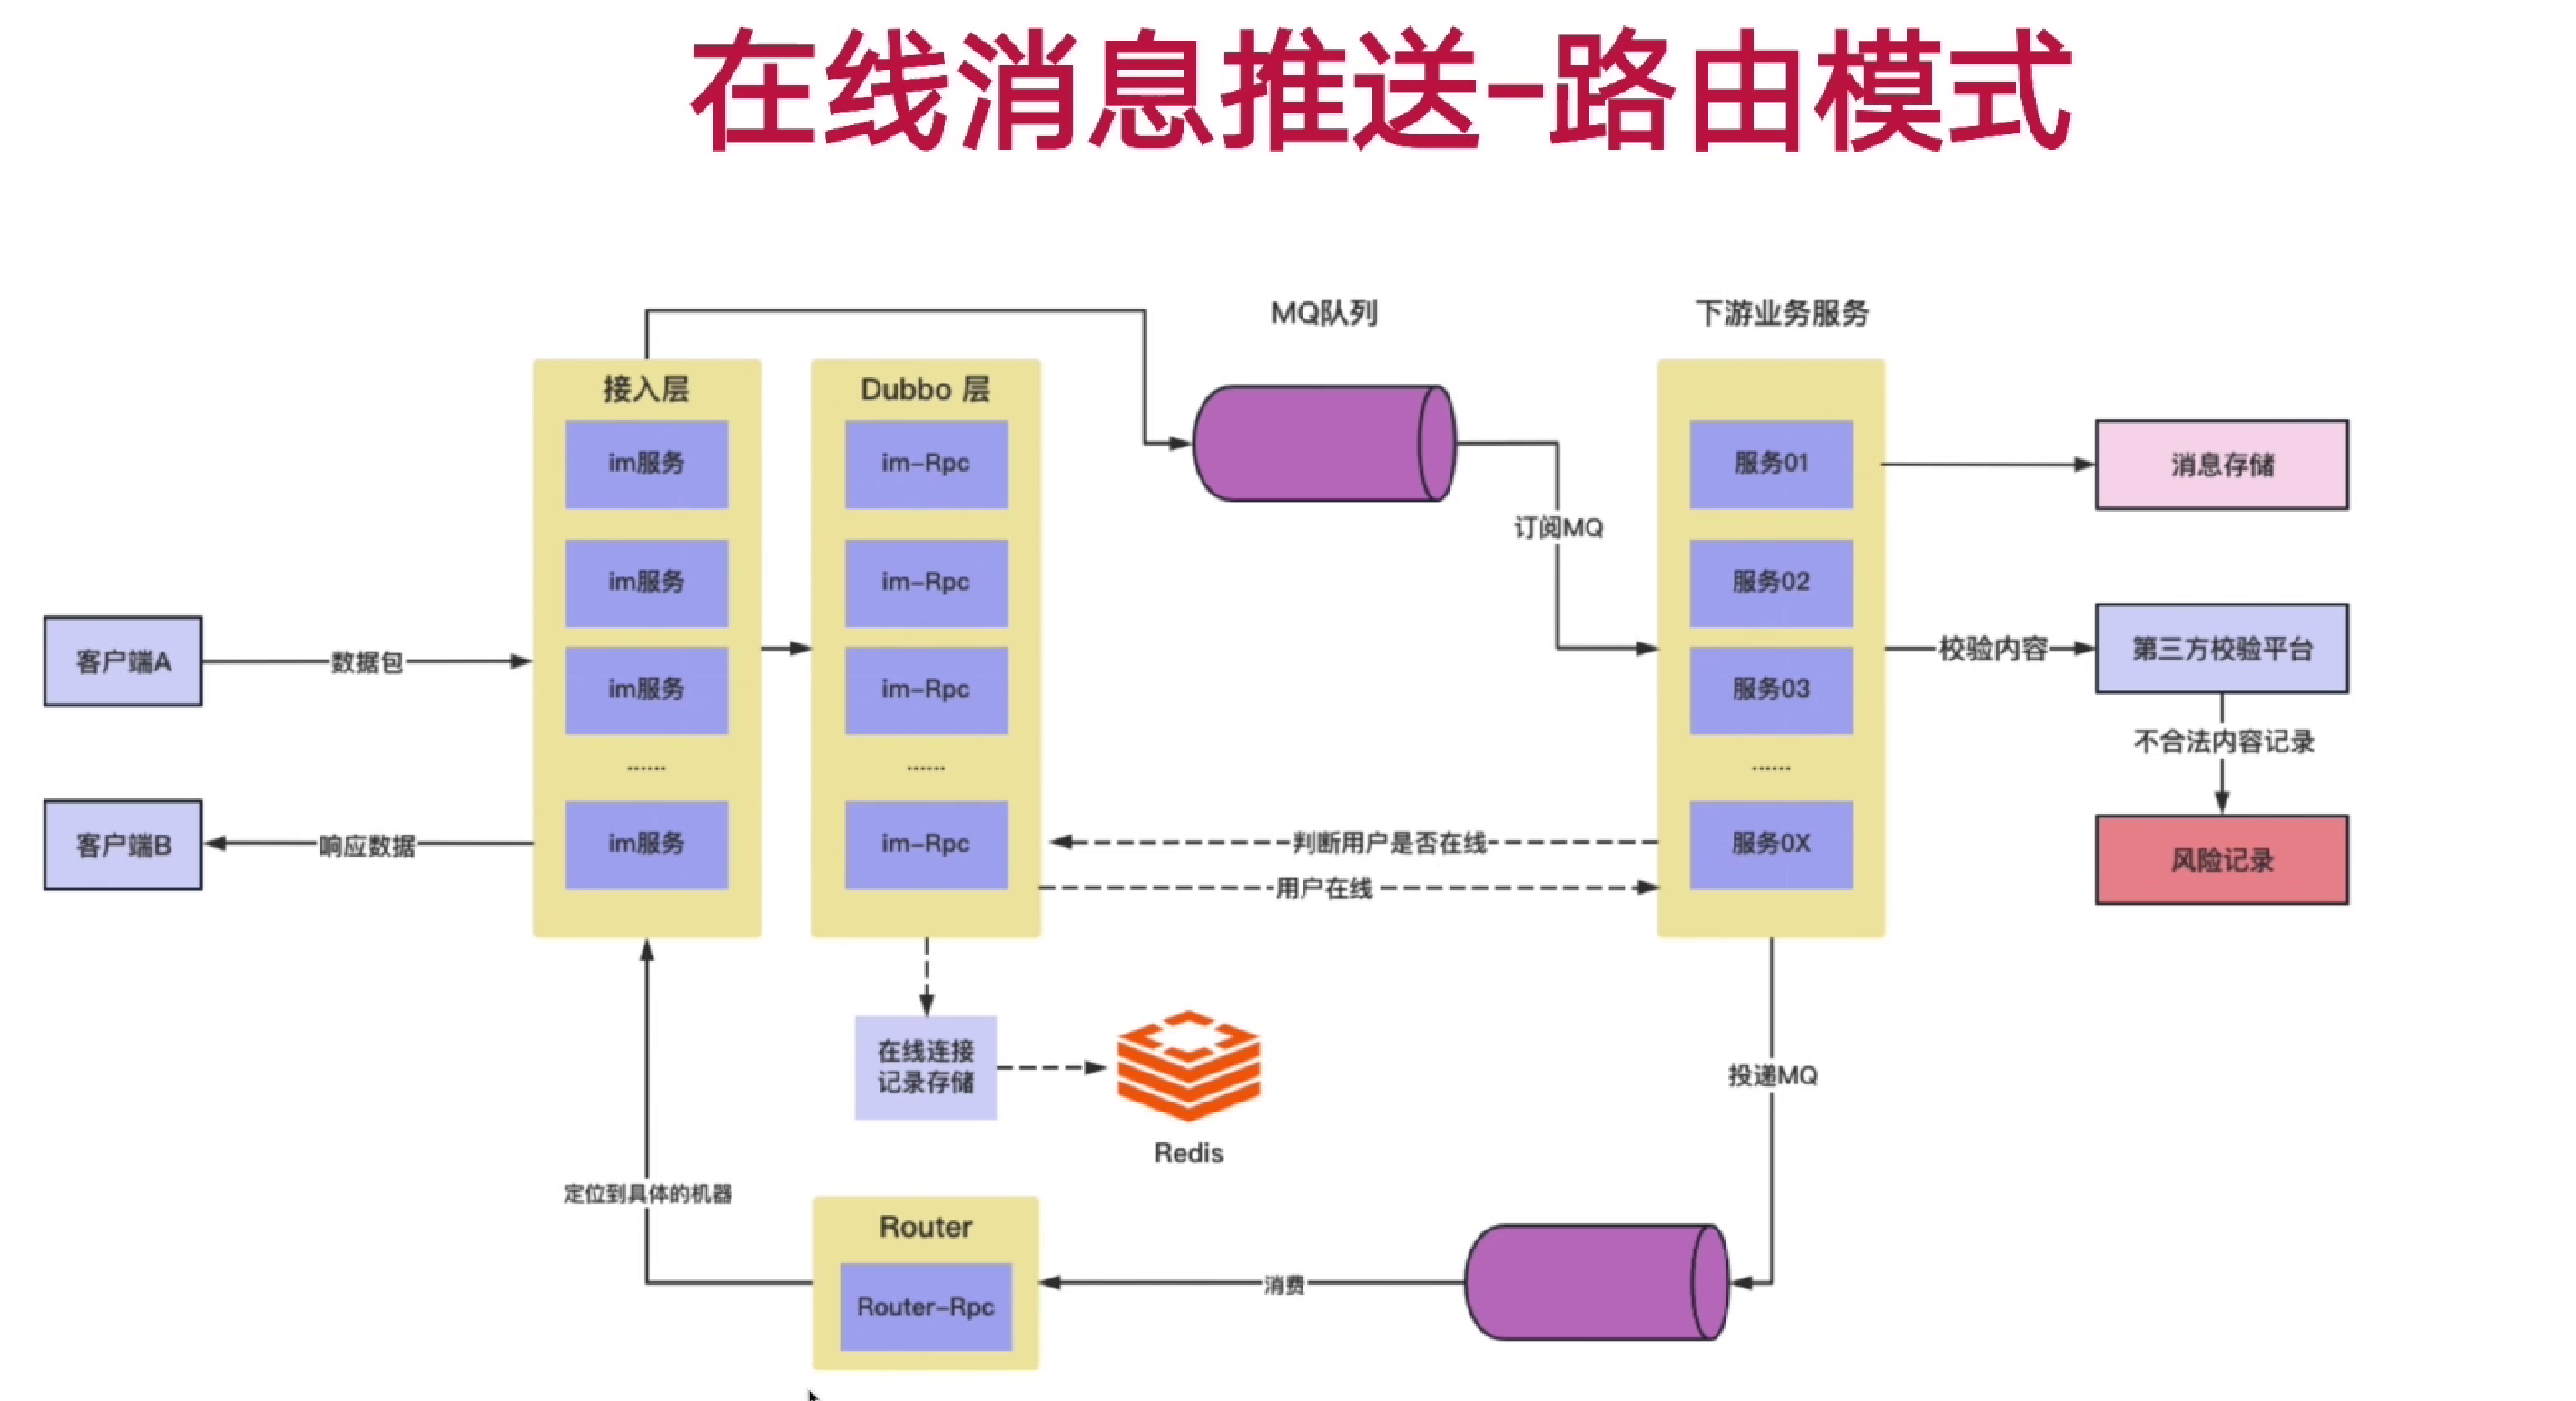 在线消息推送-路由模式
MQ队列
下游业务服务
接入层
im服务
im服务
im服务
......
im服务
Dubbo 层
im-Rpc
im-Rpc
im-Rpc
......
im-Rpc
服务01
服务02
服务03
......
服务0X
订阅MQ
消息存储
客户端A
数据包
校验内容
第三方校验平台
不合法内容记录
风险记录
客户端B
响应数据
判断用户是否在线
用户在线
在线连接
记录存储
Redis
投递MQ
定位到具体的机器
Router
Router-Rpc
消费